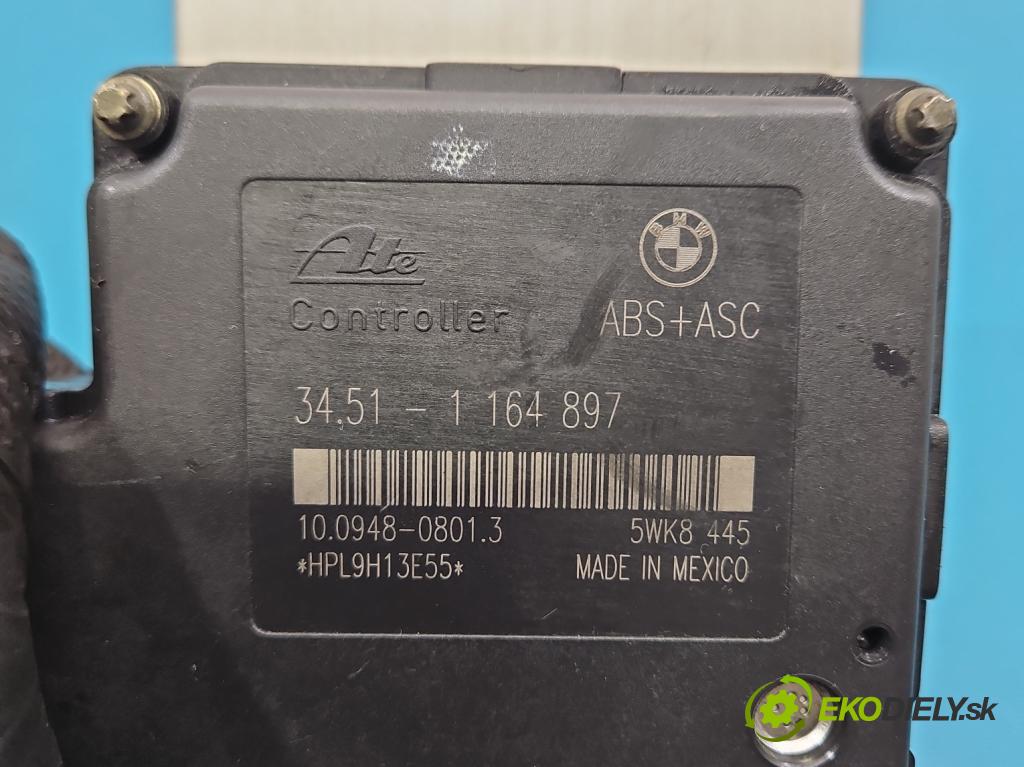 Ate
BMW
Controller ABS+ASC
34.51 - 1 164 897
10.0948-0801.3 5WK8 445
*HPL9H13E55* MADE IN MEXICO
EKODIELY.sk